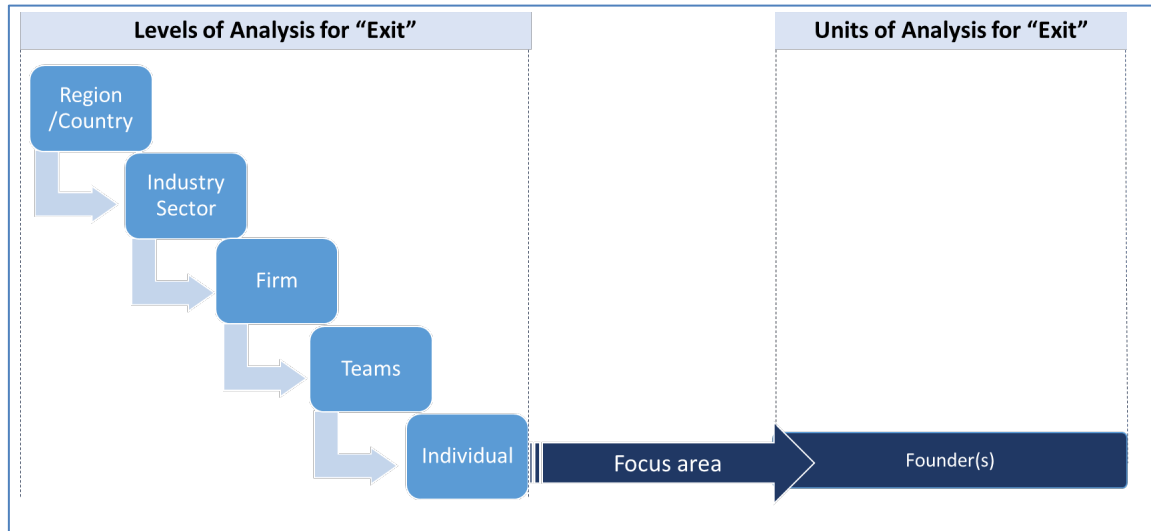 Levels of Analysis for “Exit”
Units of Analysis for “Exit”
Region
/Country
Industry
Sector
Firm
Teams
Individual
Focus area
Founder(s)